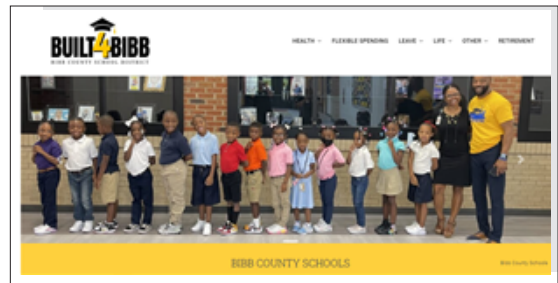 BUILT4BIBB
BIBB COUNTY SCHOOL DISTRICT
HEALTH FLEXIBLE SPENDING LEAVE LIFE OTHER RETIREMENT
BIBB COUNTY SCHOOLS
Bibb County Schools